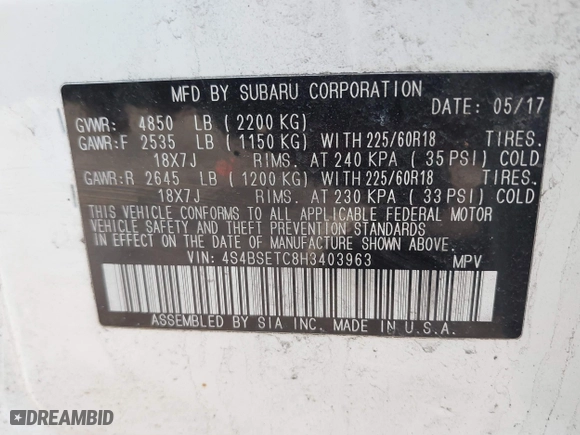 MFD BY SUBARU CORPORATION
DATE: 05/17
GVWR: 4850 LB (2200 KG)
GAWR:F 2535 LB (1150 KG) WITH 225/60R18 TIRES.
18X7J RIMS. AT 240 KPA (35 PSI) COLD
GAWR:R 2645 LB (1200 KG) WITH 225/60R18 TIRES.
18X7J RIMS. AT 230 KPA (33 PSI) COLD
THIS VEHICLE CONFORMS TO ALL APPLICABLE FEDERAL MOTOR
VEHICLE SAFETY AND THEFT PREVENTION STANDARDS
IN EFFECT ON THE DATE OF MANUFACTURE SHOWN ABOVE.
VIN: 4S4BSETC8H3403963 MPV
ASSEMBLED BY SIA INC. MADE IN U.S.A.
DREAMBID